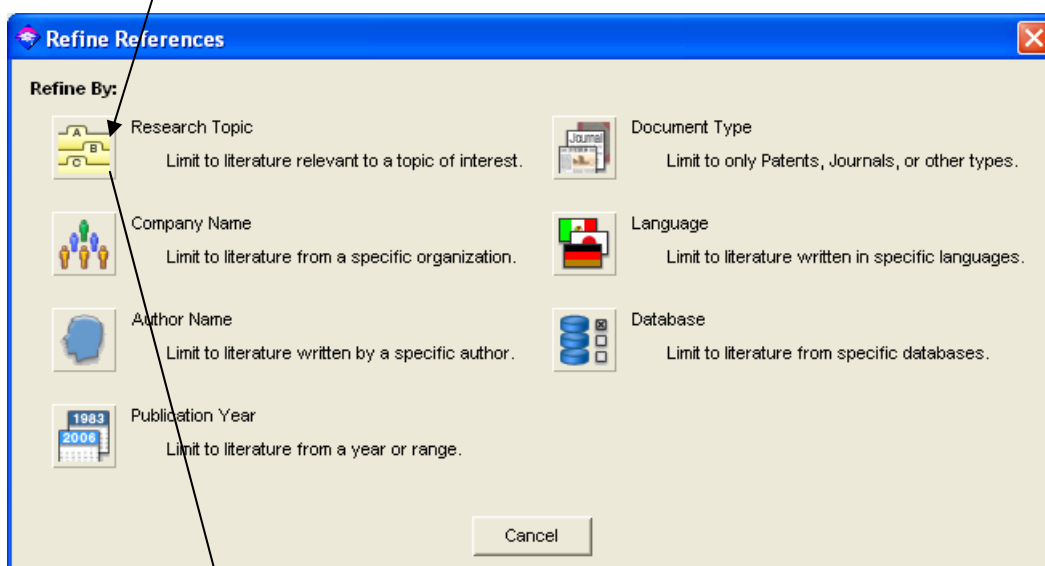 Refine References
Refine By:
A
B
C
Research Topic
Limit to literature relevant to a topic of interest.
Journal
Document Type
Limit to only Patents, Journals, or other types.
Company Name
Limit to literature from a specific organization.
Language
Limit to literature written in specific languages.
Author Name
Limit to literature written by a specific author.
Database
Limit to literature from specific databases.
1983
2006
Publication Year
Limit to literature from a year or range.
Cancel